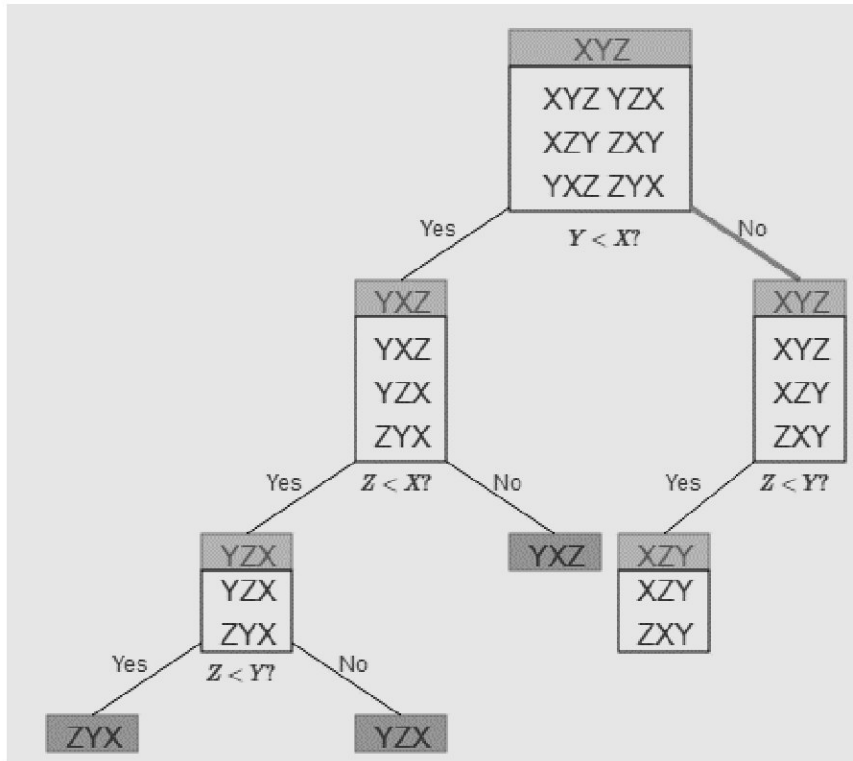 XYZ
XYZ YZX
XZY ZXY
YXZ ZYX
Yes
Y < X?
No
YXZ
YXZ
YZX
ZYX
XYZ
XYZ
XZY
ZXY
Yes
Z < X?
No
Yes
Z < Y?
YZX
YZX
ZYX
YXZ
XZY
XZY
ZXY
Yes
Z < Y?
No
ZYX
YZX